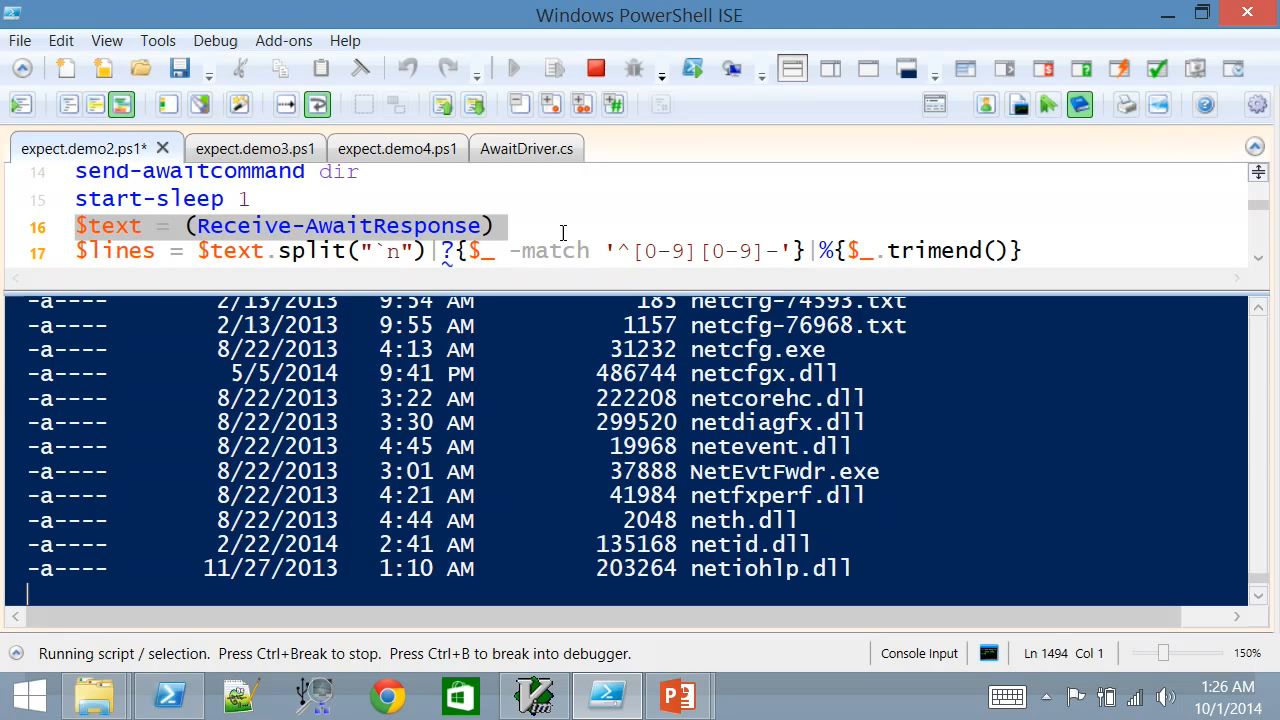 Windows PowerShell ISE
File Edit View Tools Debug Add-ons Help
expect.demo2.ps1* expect.demo3.ps1 expect.demo4.ps1 AwaitDriver.cs
14 send-awaitcommand dir
15 start-sleep 1
16 $text = (Receive-AwaitResponse)
17 $lines = $text.split("`n")|?{$_ -match '^[0-9][0-9]-'}|%{$_.trimend()}
-a---- 2/13/2013 9:54 AM 185 netcfg-74593.txt
-a---- 2/13/2013 9:55 AM 1157 netcfg-76968.txt
-a---- 8/22/2013 4:13 AM 31232 netcfg.exe
-a---- 5/5/2014 9:41 PM 486744 netcfgx.dll
-a---- 8/22/2013 3:22 AM 222208 netcorehc.dll
-a---- 8/22/2013 3:30 AM 299520 netdiagfx.dll
-a---- 8/22/2013 4:45 AM 19968 netevent.dll
-a---- 8/22/2013 3:01 AM 37888 NetEvtFwdr.exe
-a---- 8/22/2013 4:21 AM 41984 netfxperf.dll
-a---- 8/22/2013 4:44 AM 2048 neth.dll
-a---- 2/22/2014 2:41 AM 135168 netid.dll
-a---- 11/27/2013 1:10 AM 203264 netiohlp.dll
Running script / selection. Press Ctrl+Break to stop. Press Ctrl+B to break into debugger. Console Input Ln 1494 Col 1 150%
1:26 AM
10/1/2014